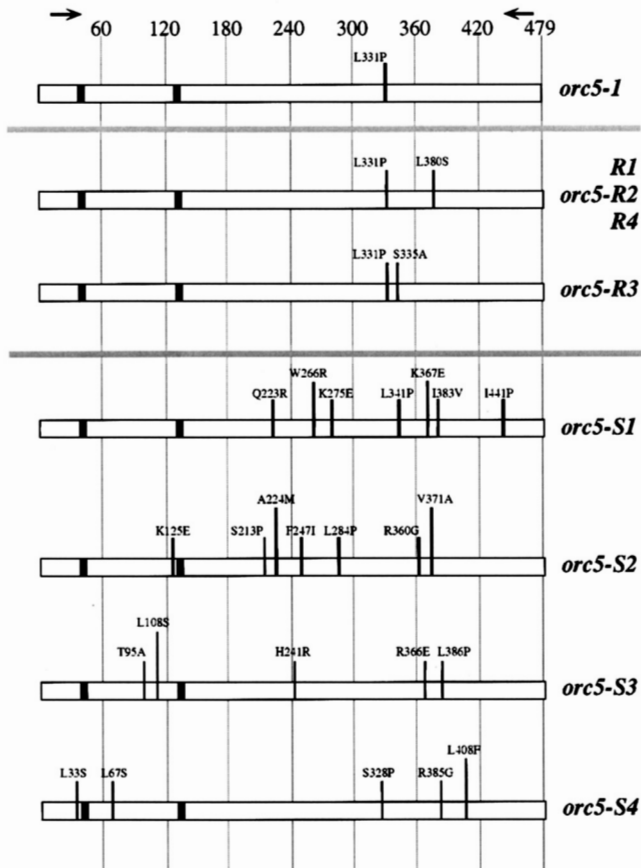 60 120 180 240 300 360 420 479
L331P
orc5-1
L331P L380S
R1
orc5-R2
R4
L331P S335A
orc5-R3
W266R K367E
Q223R K275E L341P I383V I441P
orc5-S1
A224M V371A
K125E S213P F247I L284P R360G
orc5-S2
L108S
T95A H241R R366E L386P
orc5-S3
L408F
L33S L67S S328P R385G
orc5-S4